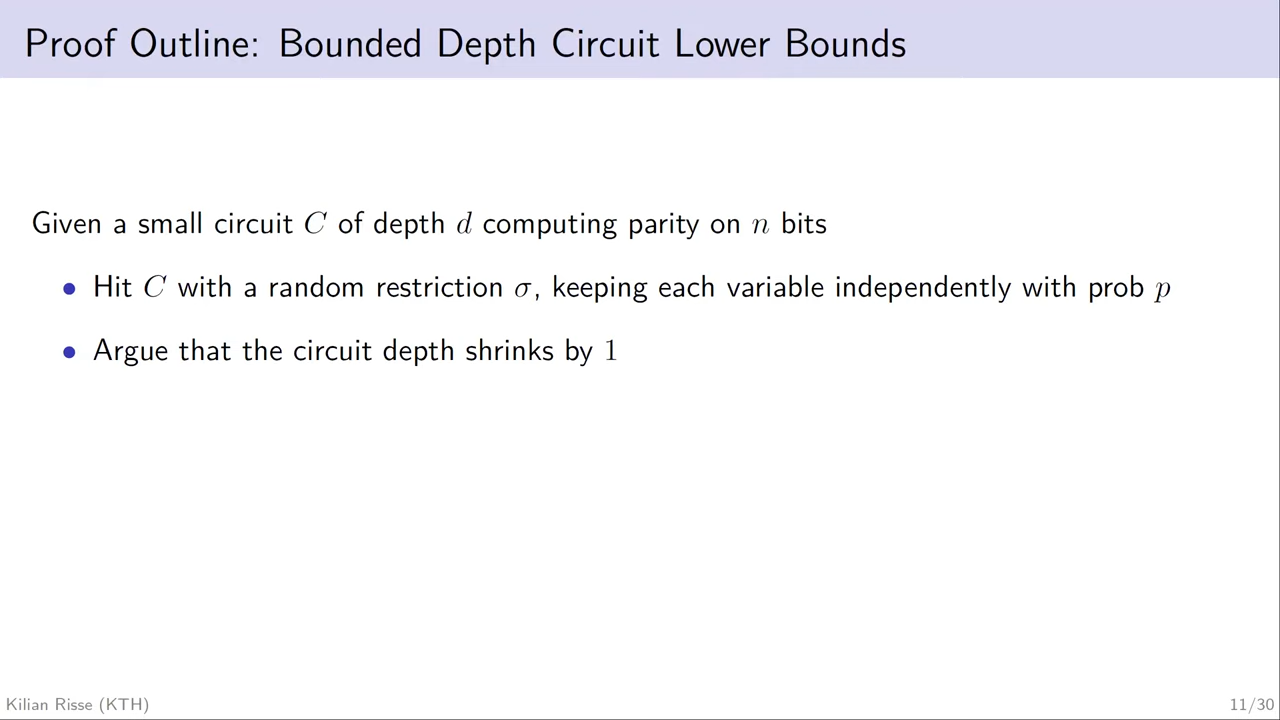 Proof Outline: Bounded Depth Circuit Lower Bounds
Given a small circuit C of depth d computing parity on n bits
• Hit C with a random restriction σ, keeping each variable independently with prob p
• Argue that the circuit depth shrinks by 1
Kilian Risse (KTH)
11/30